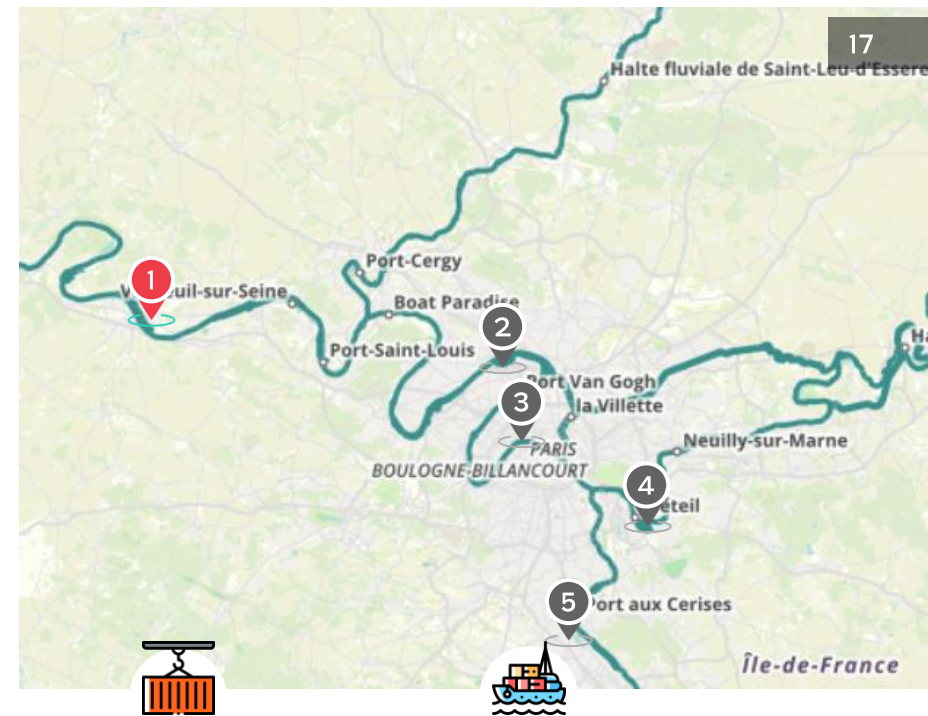 17
Halte fluviale de Saint-Leu-d'Essere
Port-Cergy
1
euil-sur-Seine
Boat Paradise
2
Port-Saint-Louis
Port Van Gogh
3
la Villette
PARIS
Neuilly-sur-Marne
BOULOGNE-BILLANCOURT
4
éteil
5
Port aux Cerises
Île-de-France